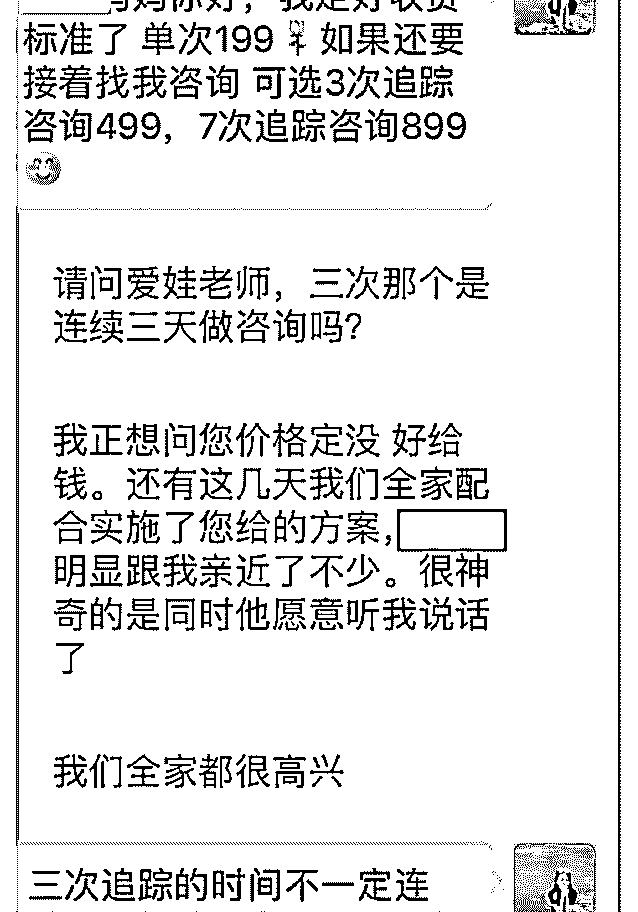 妈你好，我定好收费
标准了 单次199 如果还要
接着找我咨询 可选3次追踪
咨询499，7次追踪咨询899
请问爱娃老师，三次那个是
连续三天做咨询吗？
我正想问您价格定没 好给
钱。还有这几天我们全家配
合实施了您给的方案,
明显跟我亲近了不少。很神
奇的是同时他愿意听我说话
了
我们全家都很高兴
三次追踪的时间不一定连